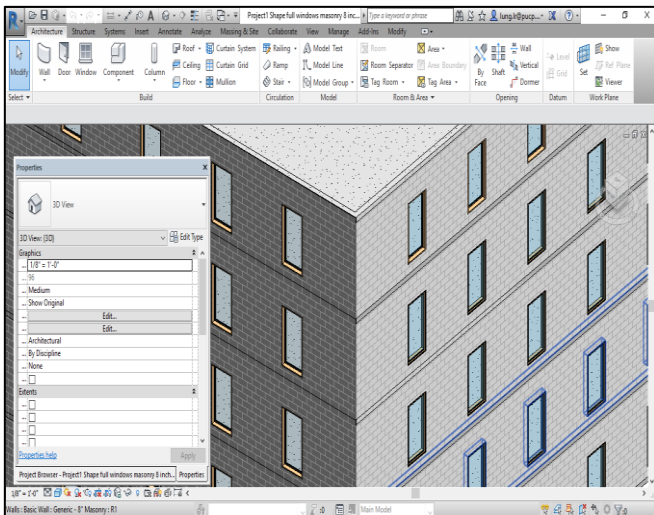 R
Project1 Shape full windows masonry 8 inc...
Type a keyword or phrase
lung.ir@pucp...
Architecture Structure Systems Insert Annotate Analyze Massing & Site Collaborate View Manage Add-Ins Modify
Modify Wall Door Window Component Column Roof Curtain System Railing Model Text Room Area By Face Shaft Wall Level Set Show
Ceiling Curtain Grid Ramp Model Line Room Separator Area Boundary Vertical Grid Ref Plane
Floor Mullion Stair Model Group Tag Room Tag Area Dormer Viewer
Select Build Circulation Model Room & Area Opening Datum Work Plane
Properties X
3D View
3D View: {3D} Edit Type
Graphics
... 1/8" = 1'-0"
... 96
... Medium
... Show Original
... Edit...
... Edit...
... Architectural
... By Discipline
... None
...
Extents
...
...
...
...
Properties help Apply
Project Browser - Project1 Shape full windows masonry 8 inch... Properties
1/8" = 1'-0"
Walls : Basic Wall : Generic - 8" Masonry : R1
:0 Main Model